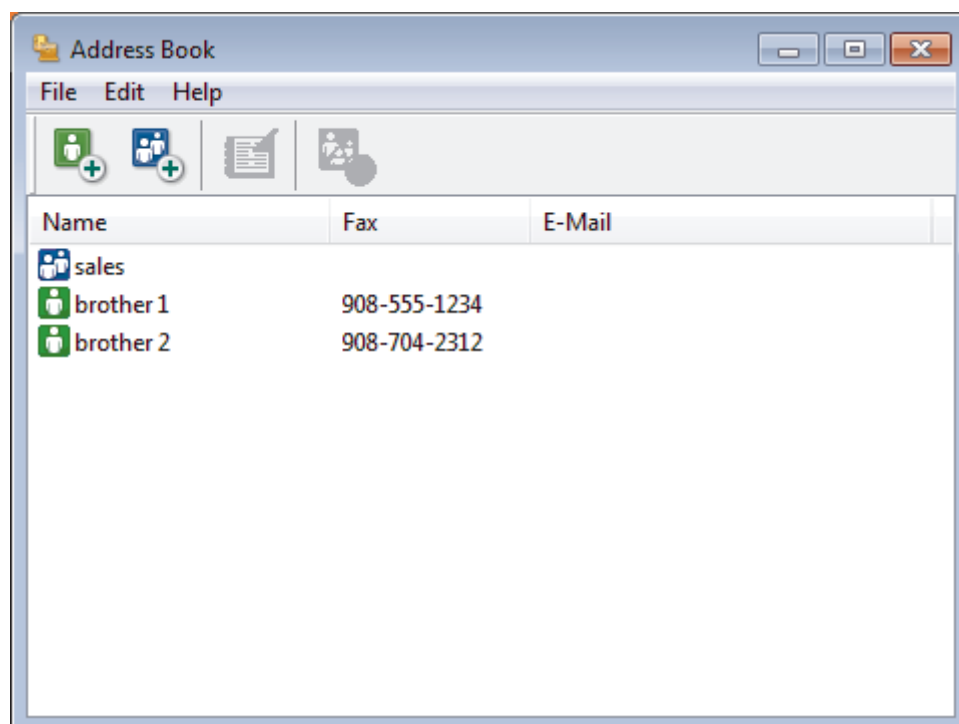 Address Book
File Edit Help
Name Fax E-Mail
sales
brother 1 908-555-1234
brother 2 908-704-2312